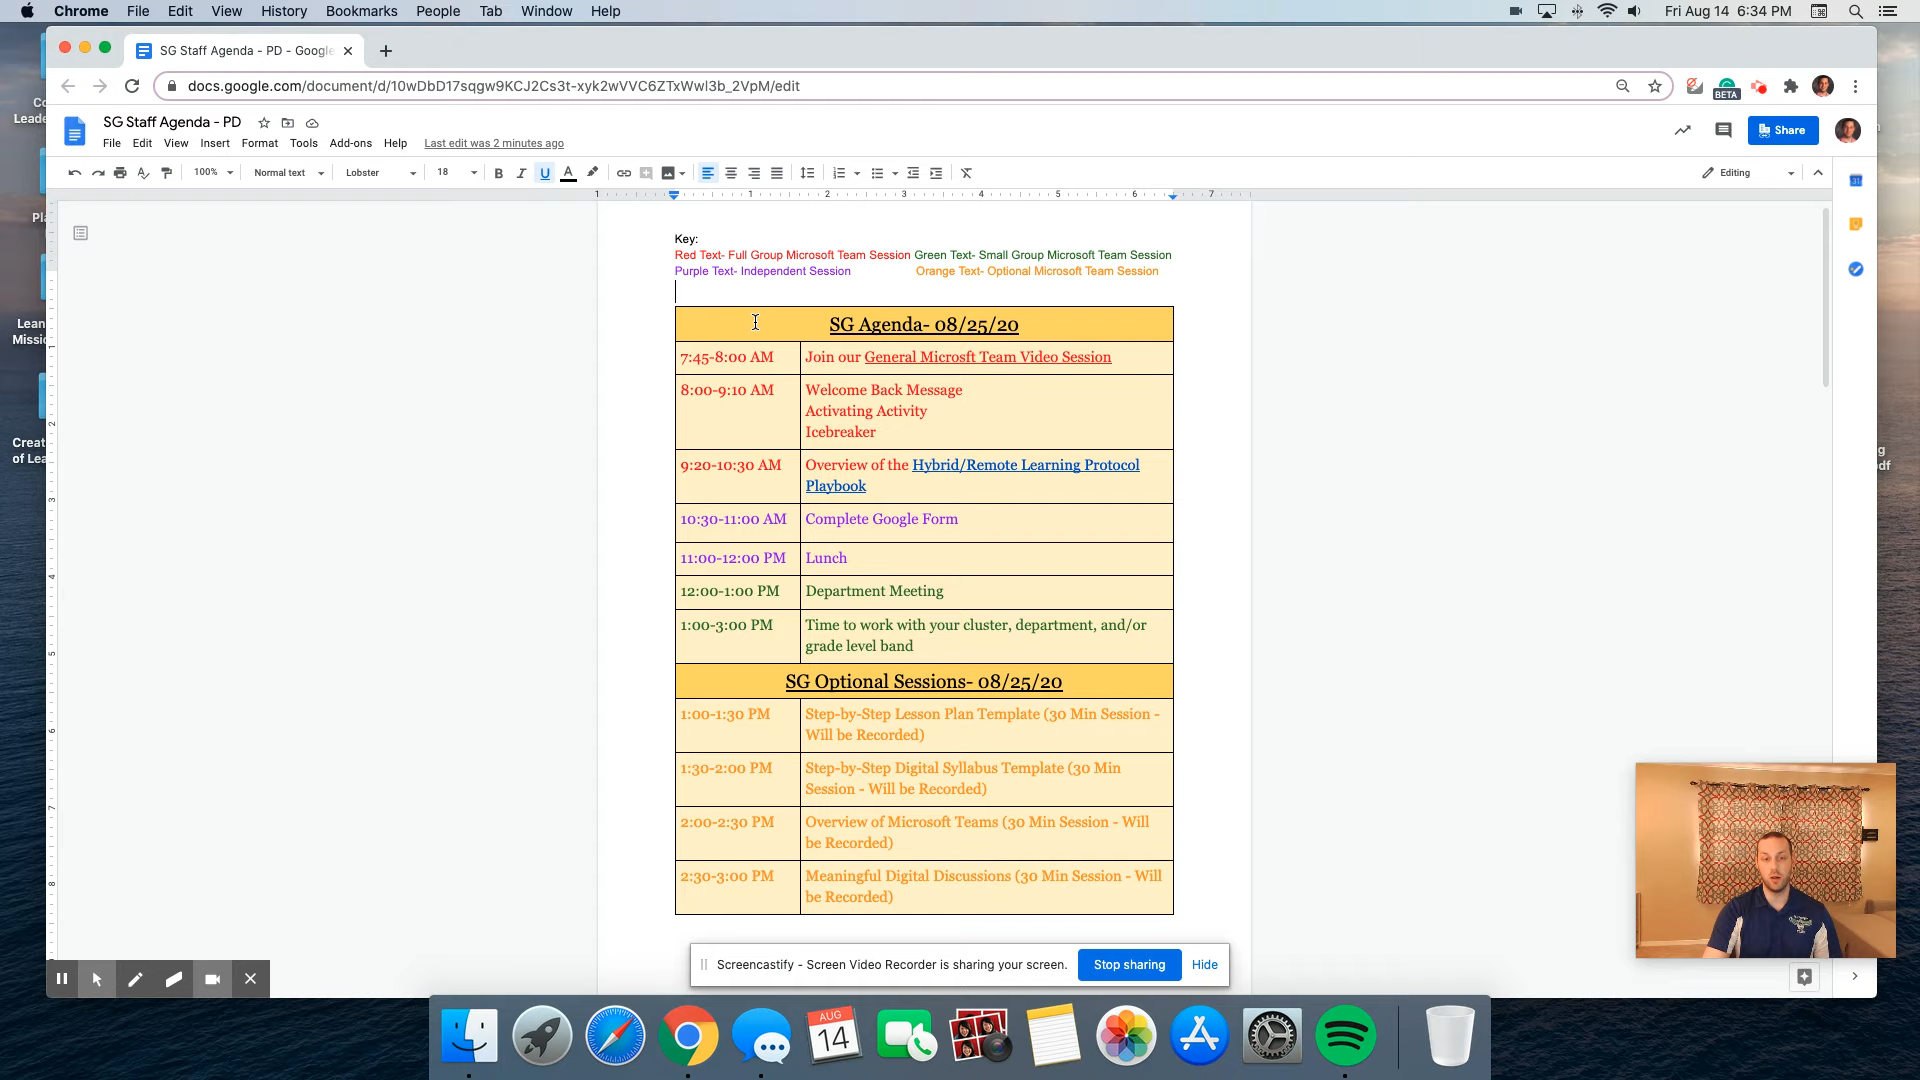 Chrome File Edit View History Bookmarks People Tab Window Help Fri Aug 14 6:34 PM
SG Staff Agenda - PD - Google
docs.google.com/document/d/10wDbD17sqgw9KCJ2Cs3t-xyk2wVVC6ZTxWwl3b_2VpM/edit
BETA
SG Staff Agenda - PD
File Edit View Insert Format Tools Add-ons Help Last edit was 2 minutes ago
Share
100% Normal text Lobster 18 B I U A Editing
1 1 2 3 4 5 6 7
Key:
Red Text- Full Group Microsoft Team Session Green Text- Small Group Microsoft Team Session
Purple Text- Independent Session Orange Text- Optional Microsoft Team Session
SG Agenda- 08/25/20
7:45-8:00 AM Join our General Microsft Team Video Session
8:00-9:10 AM Welcome Back Message
Activating Activity
Icebreaker
9:20-10:30 AM Overview of the Hybrid/Remote Learning Protocol
Playbook
10:30-11:00 AM Complete Google Form
11:00-12:00 PM Lunch
12:00-1:00 PM Department Meeting
1:00-3:00 PM Time to work with your cluster, department, and/or
grade level band
SG Optional Sessions- 08/25/20
1:00-1:30 PM Step-by-Step Lesson Plan Template (30 Min Session -
Will be Recorded)
1:30-2:00 PM Step-by-Step Digital Syllabus Template (30 Min
Session - Will be Recorded)
2:00-2:30 PM Overview of Microsoft Teams (30 Min Session - Will
be Recorded)
2:30-3:00 PM Meaningful Digital Discussions (30 Min Session - Will
be Recorded)
Screencastify - Screen Video Recorder is sharing your screen. Stop sharing Hide
AUG
14